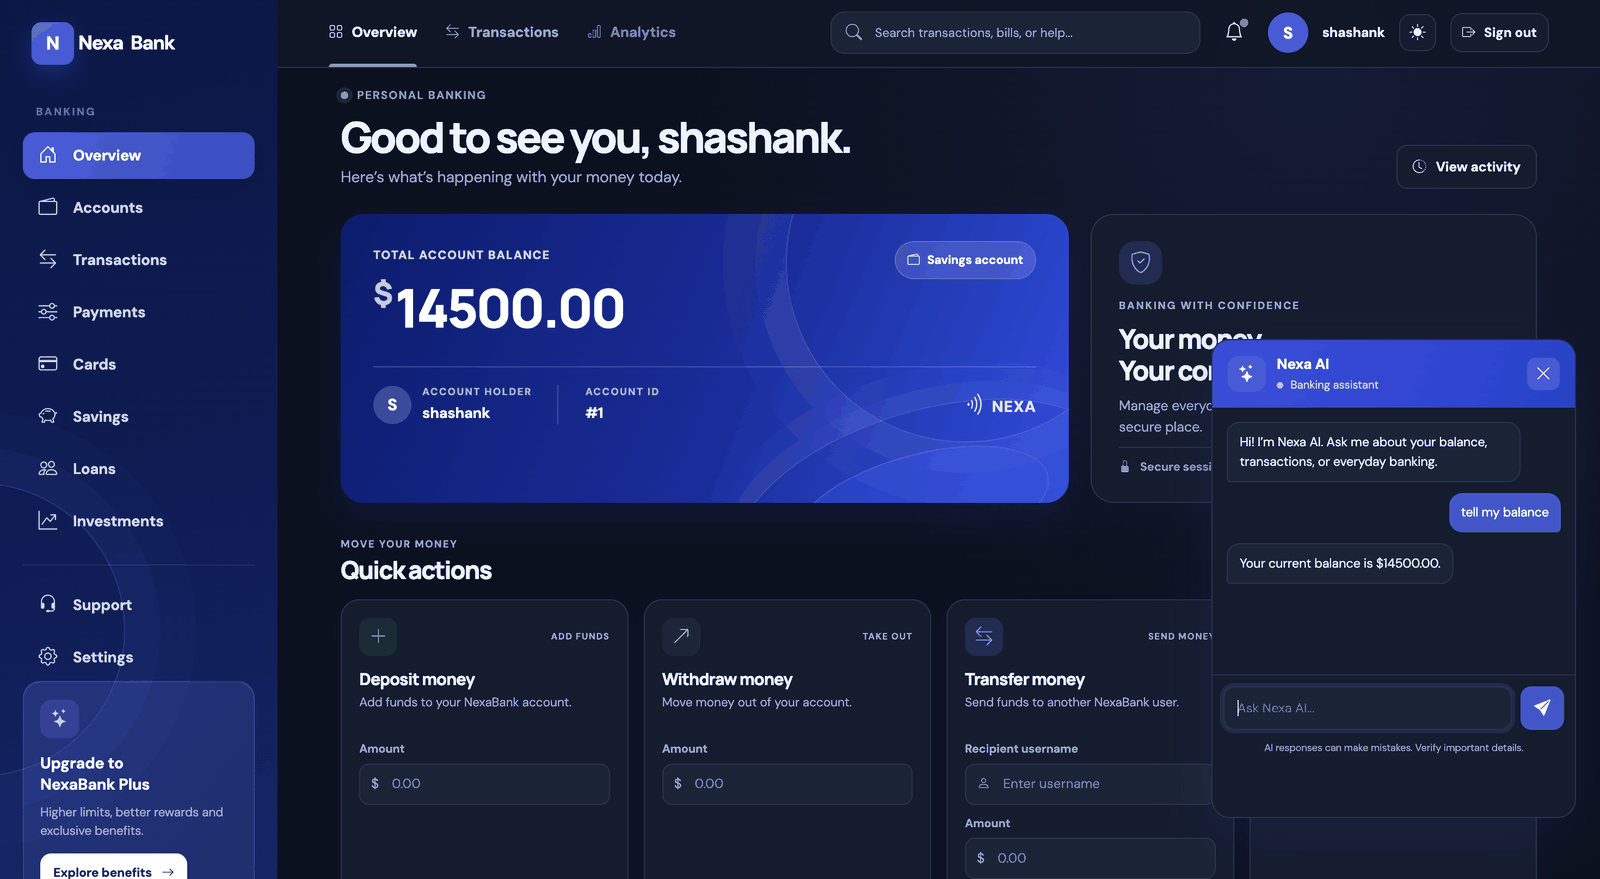 N Nexa Bank
BANKING
Overview
Accounts
Transactions
Payments
Cards
Savings
Loans
Investments
Support
Settings
Upgrade to
NexaBank Plus
Higher limits, better rewards and
exclusive benefits.
Explore benefits →
Overview
Transactions
Analytics
Search transactions, bills, or help...
S
shashank
Sign out
PERSONAL BANKING
Good to see you, shashank.
Here's what's happening with your money today.
View activity
TOTAL ACCOUNT BALANCE
Savings account
$14500.00
S
ACCOUNT HOLDER
shashank
ACCOUNT ID
#1
NEXA
BANKING WITH CONFIDENCE
Your money
Your
Manage
secure place.
Secure
MOVE YOUR MONEY
Quick actions
ADD FUNDS
Deposit money
Add funds to your NexaBank account.
Amount
$ 0.00
TAKE OUT
Withdraw money
Move money out of your account.
Amount
$ 0.00
SEND MONEY
Transfer money
Send funds to another NexaBank user.
Recipient username
Enter username
Amount
$ 0.00
Nexa AI
Banking assistant
Hi! I'm Nexa AI. Ask me about your balance,
transactions, or everyday banking.
tell my balance
Your current balance is $14500.00.
Ask Nexa AI...
AI responses can make mistakes. Verify important details.